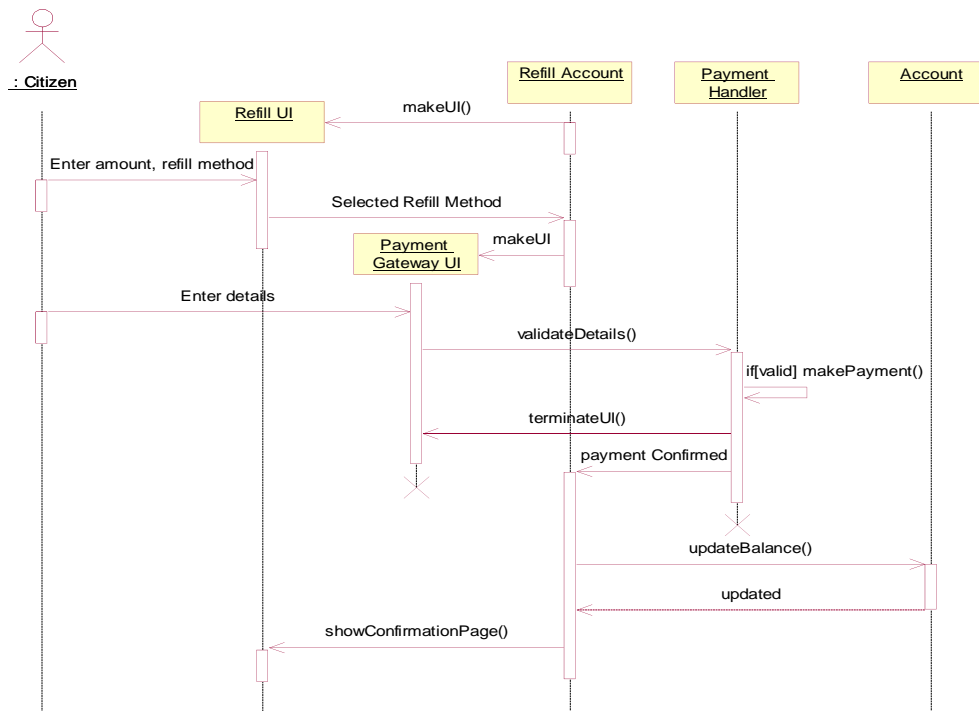 : Citizen
Refill UI
Refill Account
Payment
Handler
Account
makeUI()
Enter amount, refill method
Selected Refill Method
makeUI
Payment
Gateway UI
Enter details
validateDetails()
if[valid] makePayment()
terminateUI()
payment Confirmed
updateBalance()
updated
showConfirmationPage()